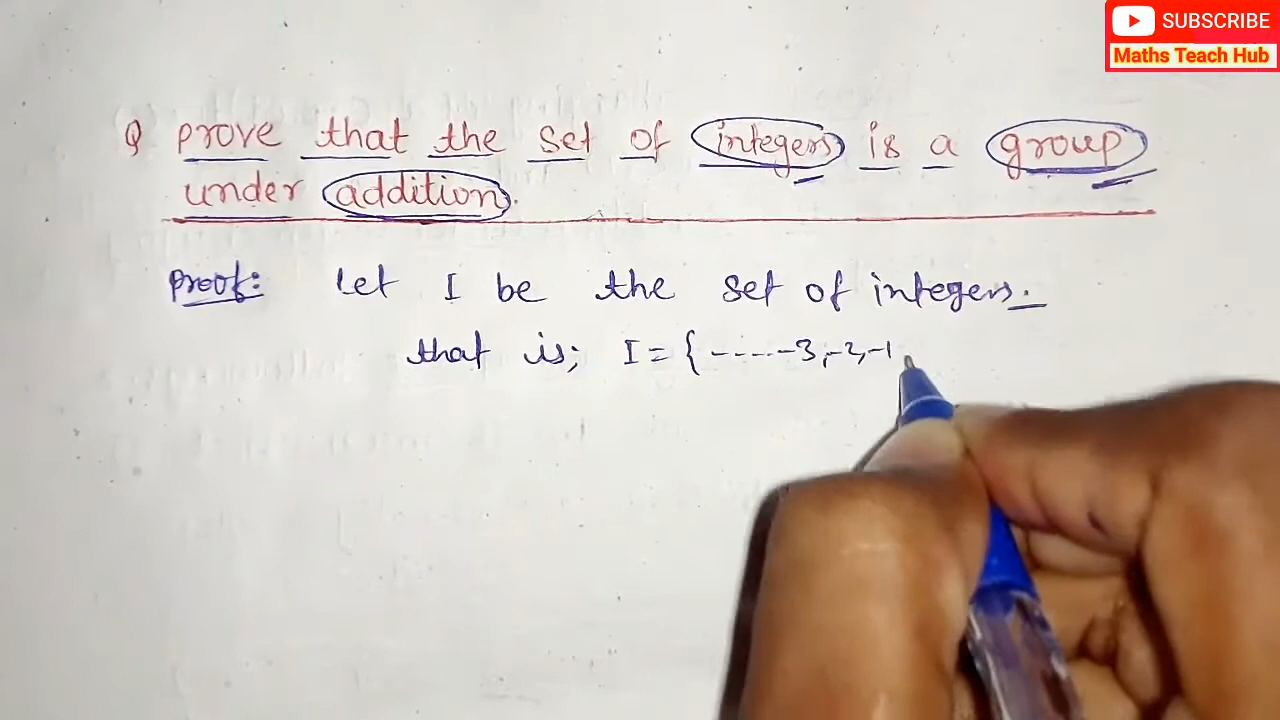 SUBSCRIBE
Maths Teach Hub
Q prove that the set of integers is a group
under addition.
Proof: Let I be the set of integers.
that is; I = { -----3,-2,-1